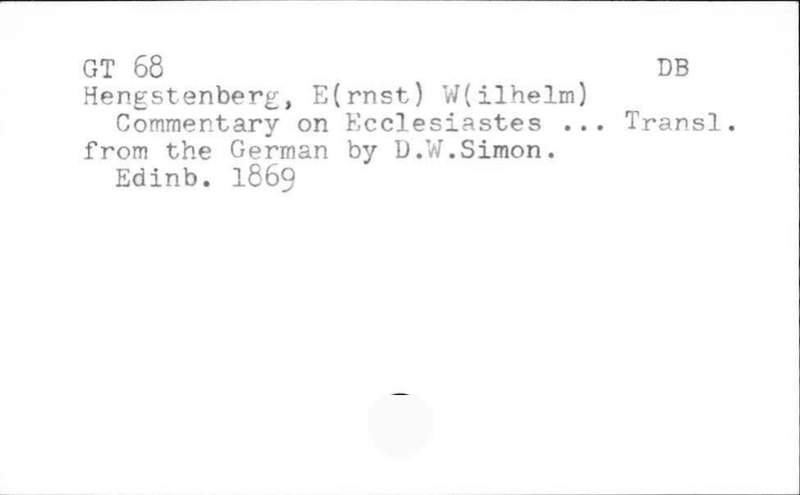 GT 68 DB
Hengstenberg, E(rnst) W(ilhelm)
Commentary on Ecclesiastes ... Transl.
from the German by D.W.Simon.
Edinb. 1869